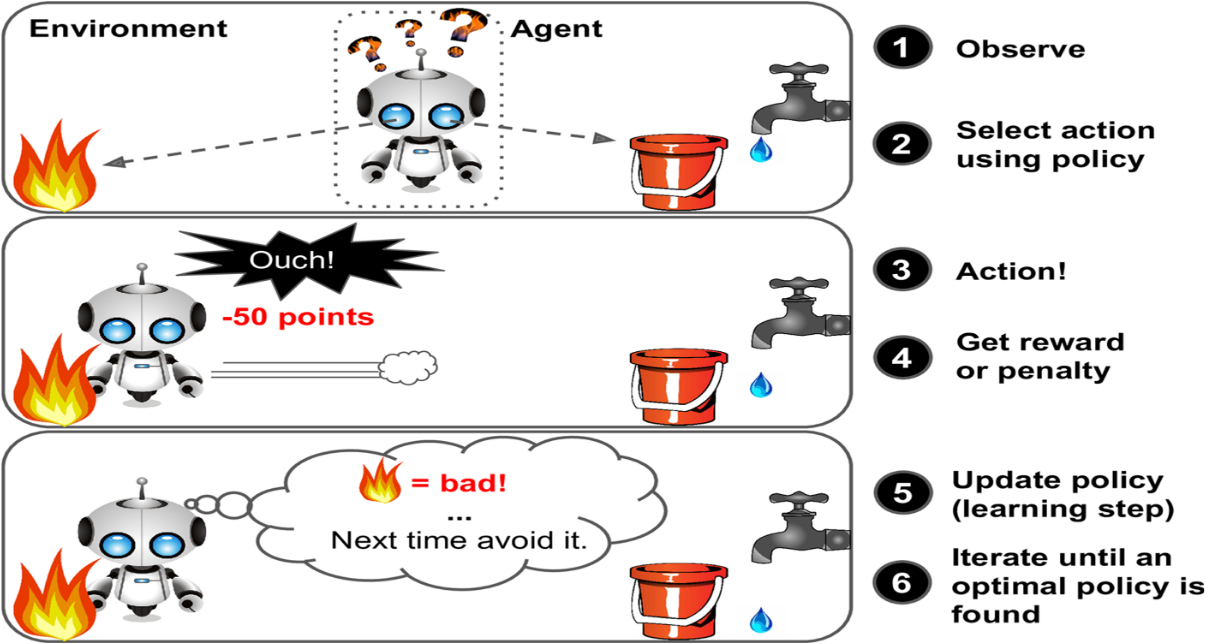 Environment
Agent
? ? ?
1 Observe
2 Select action
using policy
Ouch!
-50 points
3 Action!
4 Get reward
or penalty
= bad!
...
Next time avoid it.
5 Update policy
(learning step)
6 Iterate until an
optimal policy is
found